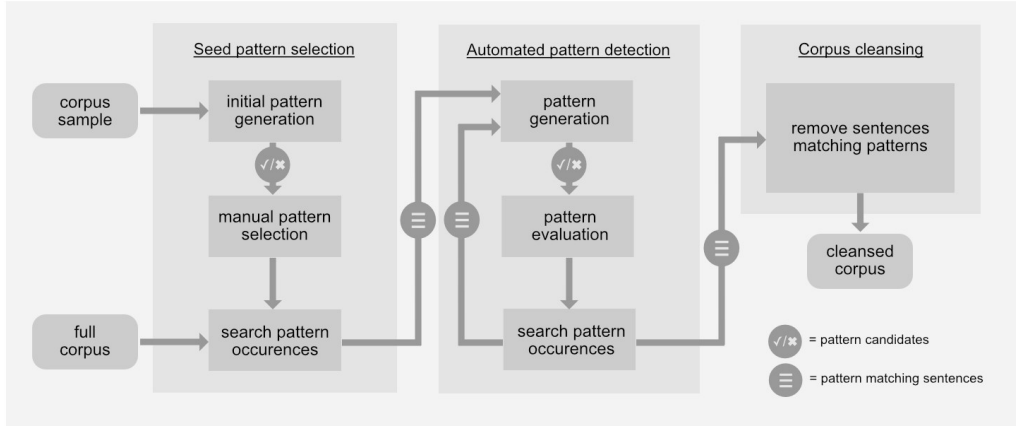 Seed pattern selection
corpus
sample
initial pattern
generation
✓/✖
manual pattern
selection
full
corpus
search pattern
occurences
Automated pattern detection
pattern
generation
✓/✖
pattern
evaluation
search pattern
occurences
Corpus cleansing
remove sentences
matching patterns
cleansed
corpus
✓/✖ = pattern candidates
= pattern matching sentences